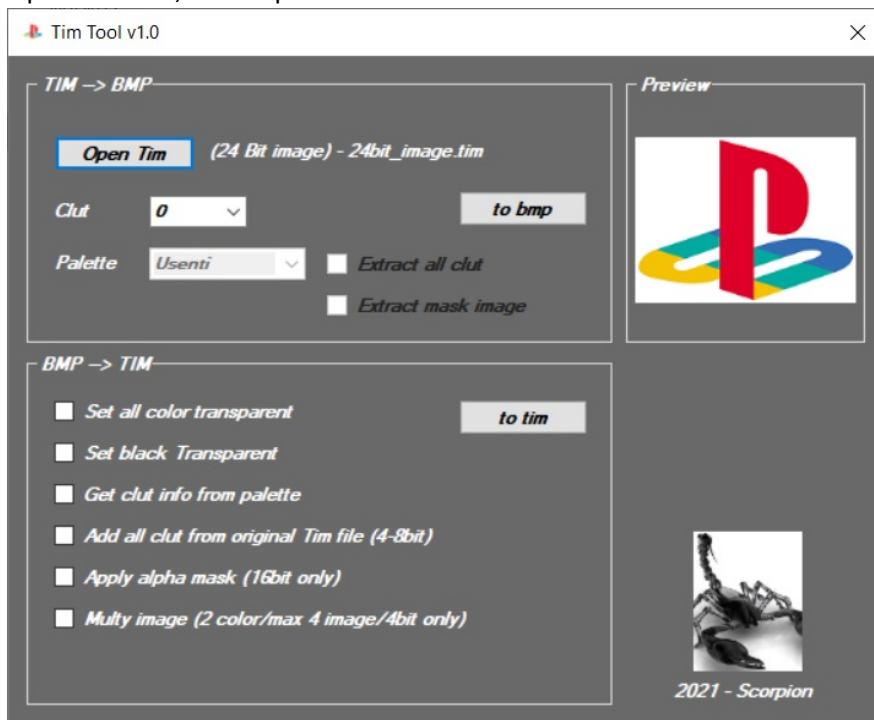 Tim Tool v1.0
TIM --> BMP
Preview
Open Tim
(24 Bit image) - 24bit_image.tim
Clut
0
to bmp
Palette
Usenti
Extract all clut
Extract mask image
BMP --> TIM
Set all color transparent
to tim
Set black Transparent
Get clut info from palette
Add all clut from original Tim file (4-8bit)
Apply alpha mask (16bit only)
Multy image (2 color/max 4 image/4bit only)
2021 - Scorpion